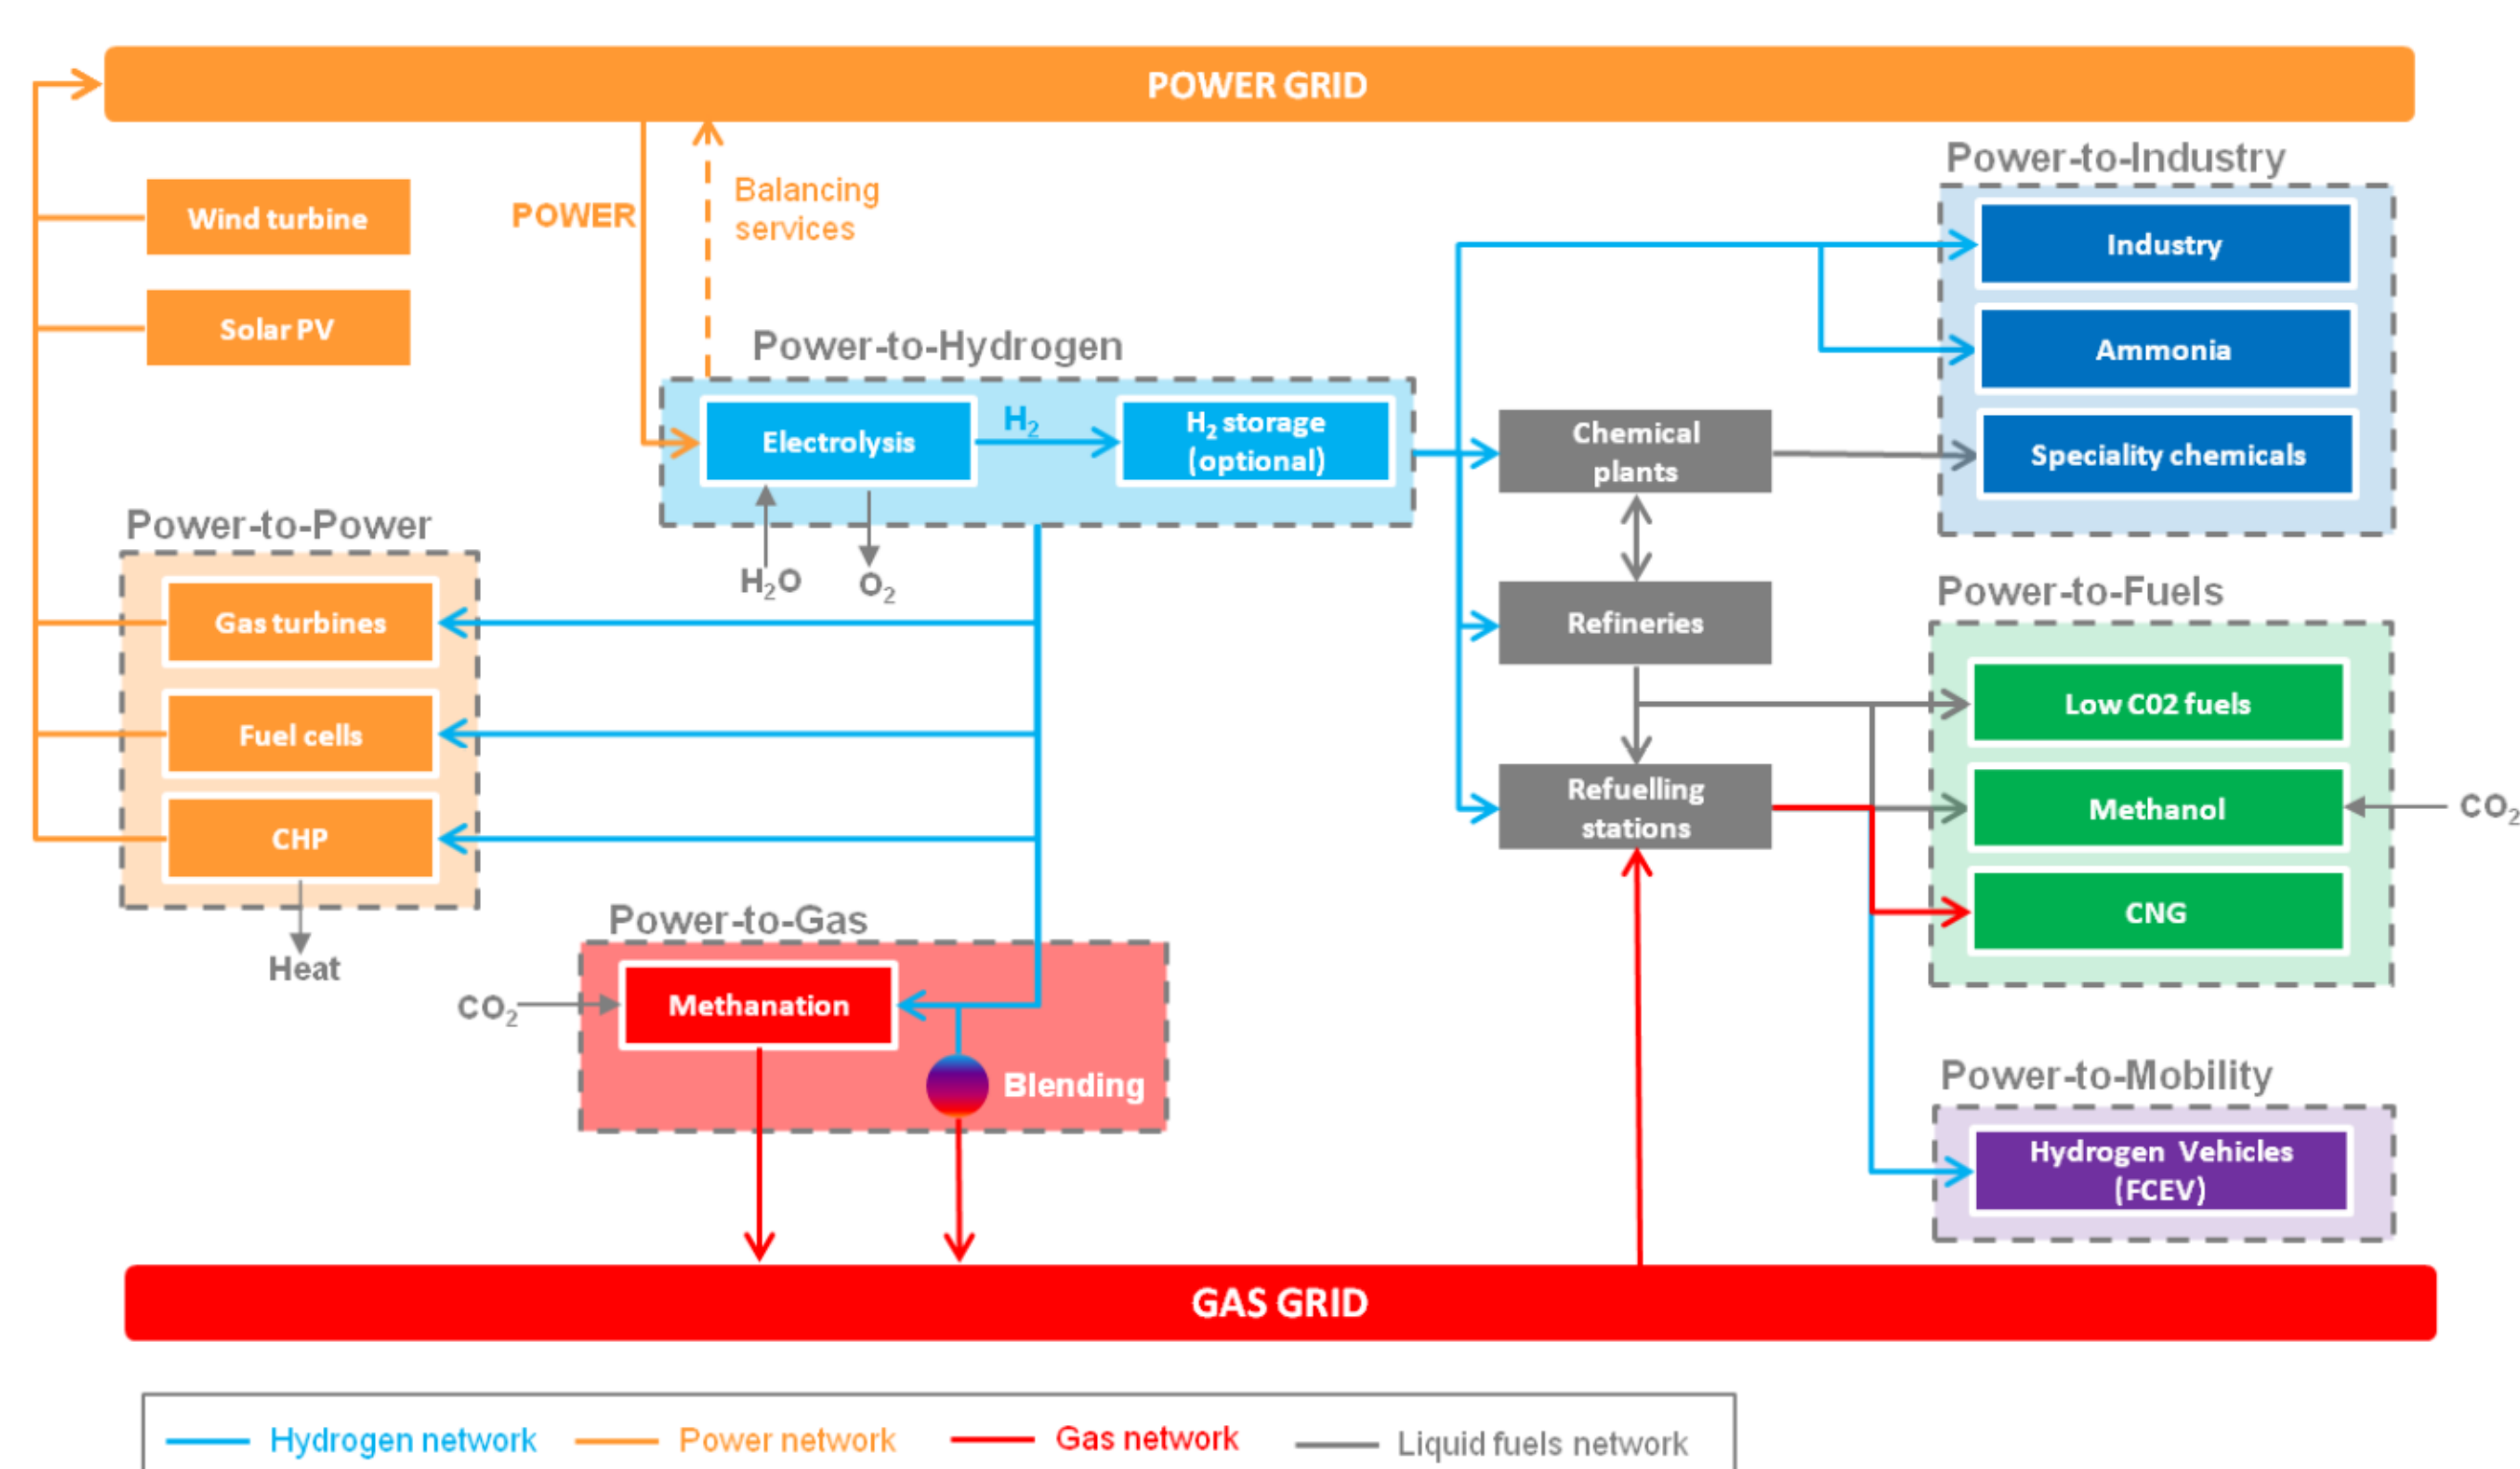 POWER GRID
Wind turbine
Solar PV
POWER
Balancing
services
Power-to-Hydrogen
Electrolysis
H₂
H₂ storage
(optional)
H₂O
O₂
Power-to-Power
Gas turbines
Fuel cells
CHP
Heat
Power-to-Gas
CO₂
Methanation
Blending
Chemical
plants
Refineries
Refuelling
stations
Power-to-Industry
Industry
Ammonia
Speciality chemicals
Power-to-Fuels
Low C02 fuels
Methanol
CO₂
CNG
Power-to-Mobility
Hydrogen Vehicles
(FCEV)
GAS GRID
Hydrogen network
Power network
Gas network
Liquid fuels network